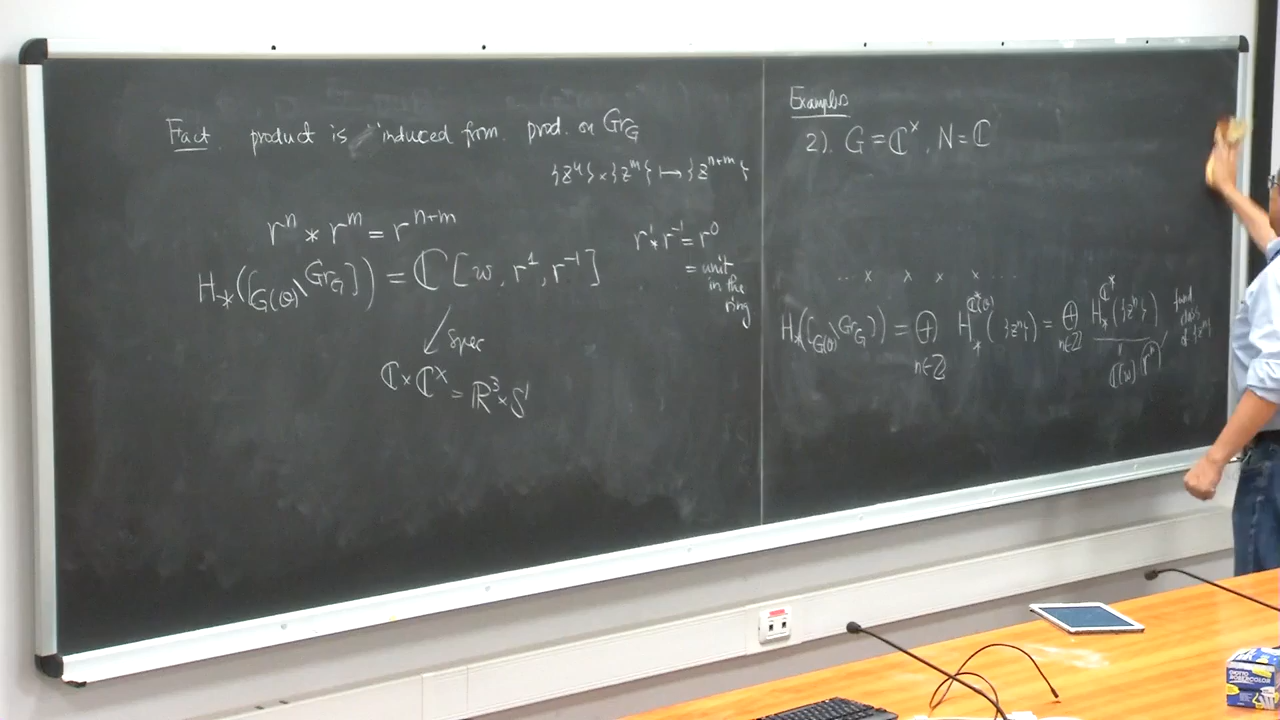 Fact. product is induced from prod. on Gr_G
{z^n} × {z^m} ↦ {z^{n+m}}
r^n * r^m = r^{n+m}
H_*([G(O)\Gr_G]) = ℂ[w, r^1, r^{-1}]
r^1 * r^{-1} = r^0
= unit
in the
ring
↙ Spec
ℂ × ℂ^× = ℝ^3 × S^1
Examples
2). G = ℂ^×, N = ℂ
.. × × × × ....
H_*([G(O)\Gr_G]) = ⊕_{n∈ℤ} H_*^{ℂ^×(O)}({z^n}) = ⊕_{n∈ℤ} H_*^{ℂ^×}({z^n})
ℂ[w] r^n
fund
class
of {z^n}